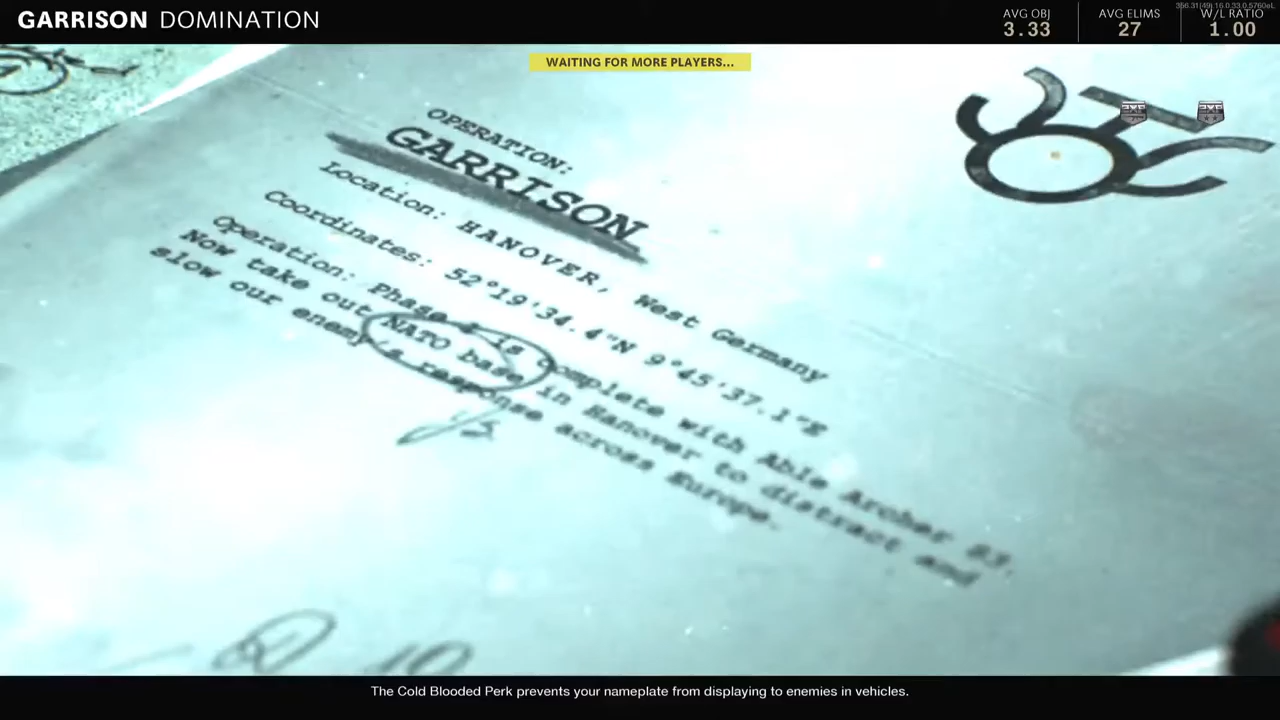 GARRISON DOMINATION
AVG OBJ
3.33
AVG ELIMS
27
W/L RATIO
1.00
WAITING FOR MORE PLAYERS...
OPERATION:
GARRISON
Location: HANOVER, West Germany
Coordinates: 52°19'34.4"N 9°45'37.1"E
Operation: Phase is complete with Able Archer 83.
Now take out NATO base in Hanover to distract and
slow our enemy's response across Europe.
The Cold Blooded Perk prevents your nameplate from displaying to enemies in vehicles.